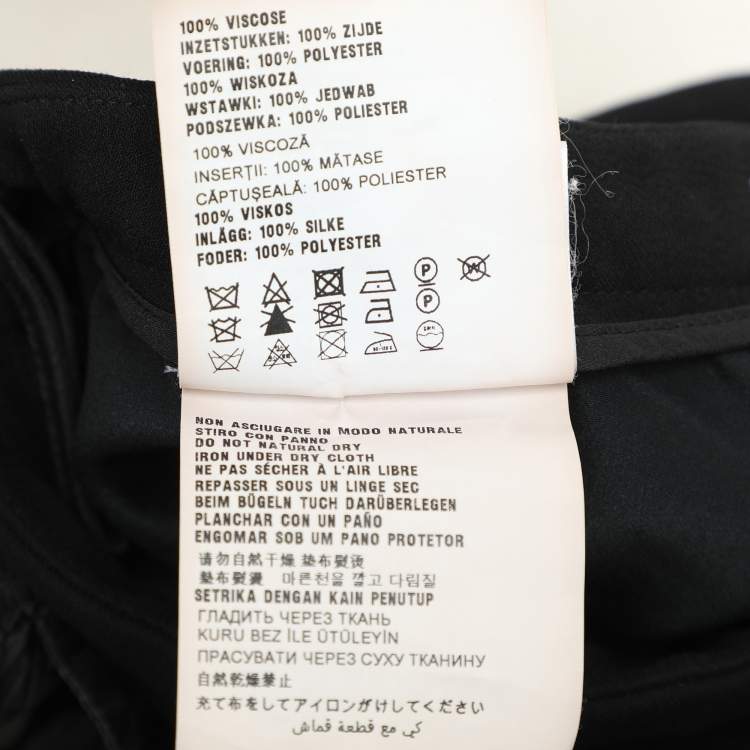 100% VISCOSE
INZETSTUKKEN: 100% ZIJDE
VOERING: 100% POLYESTER
100% WISKOZA
WSTAWKI: 100% JEDWAB
PODSZEWKA: 100% POLIESTER
100% VISCOZĂ
INSERȚII: 100% MĂTASE
CĂPTUȘEALĂ: 100% POLIESTER
100% VISKOS
INLÄGG: 100% SILKE
FODER: 100% POLYESTER
P
W
P
NON ASCIUGARE IN MODO NATURALE
STIRO CON PANNO
DO NOT NATURAL DRY
IRON UNDER DRY CLOTH
NE PAS SÉCHER À L'AIR LIBRE
REPASSER SOUS UN LINGE SEC
BEIM BÜGELN TUCH DARÜBERLEGEN
PLANCHAR CON UN PAÑO
ENGOMAR SOB UM PANO PROTETOR
请勿自然干燥 垫布熨烫
墊布熨燙 마른천을 깔고 다림질
SETRIKA DENGAN KAIN PENUTUP
ГЛАДИТЬ ЧЕРЕЗ ТКАНЬ
KURU BEZ İLE ÜTÜLEYİN
ПРАСУВАТИ ЧЕРЕЗ СУХУ ТКАНИНУ
自然乾燥禁止
充て布をしてアイロンがけしてください
كي مع قطعة قماش